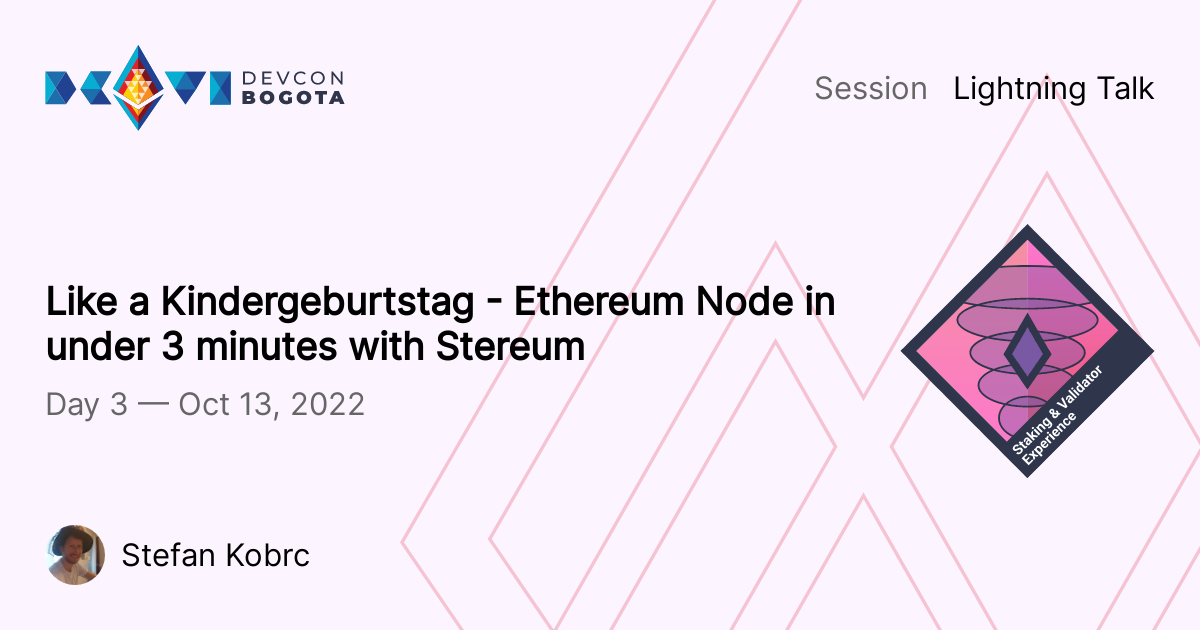 DEVCON
BOGOTA
Session Lightning Talk
Like a Kindergeburtstag - Ethereum Node in
under 3 minutes with Stereum
Day 3 — Oct 13, 2022
Staking & Validator
Experience
Stefan Kobrc